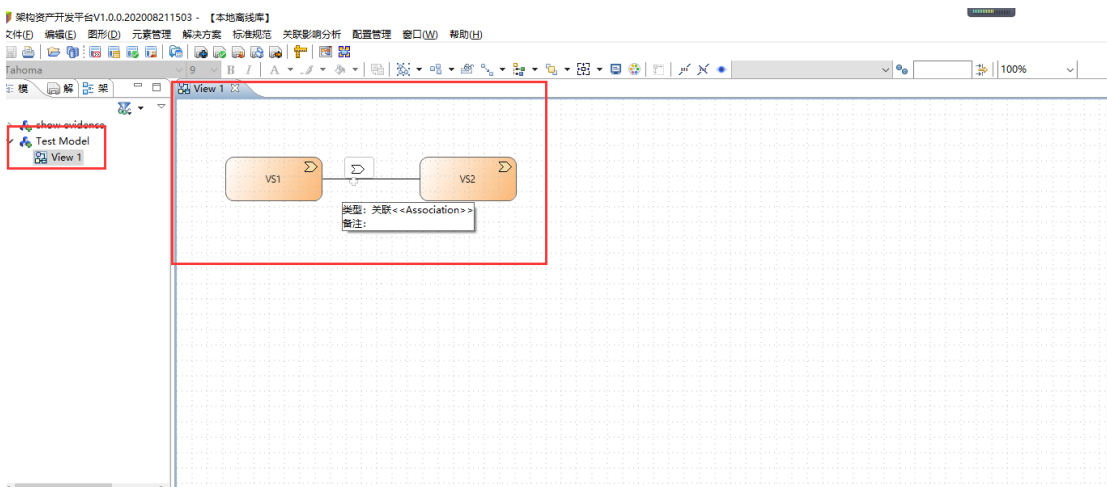 架构资产开发平台V1.0.0.202008211503 - 【本地离线库】
文件(F) 编辑(E) 图形(D) 元素管理 解决方案 标准规范 关联影响分析 配置管理 窗口(W) 帮助(H)
Tahoma 9 B I A 100%
模 解 架 View 1
show evidence
Test Model
View 1
VS1 VS2
类型: 关联<<Association>>
备注: